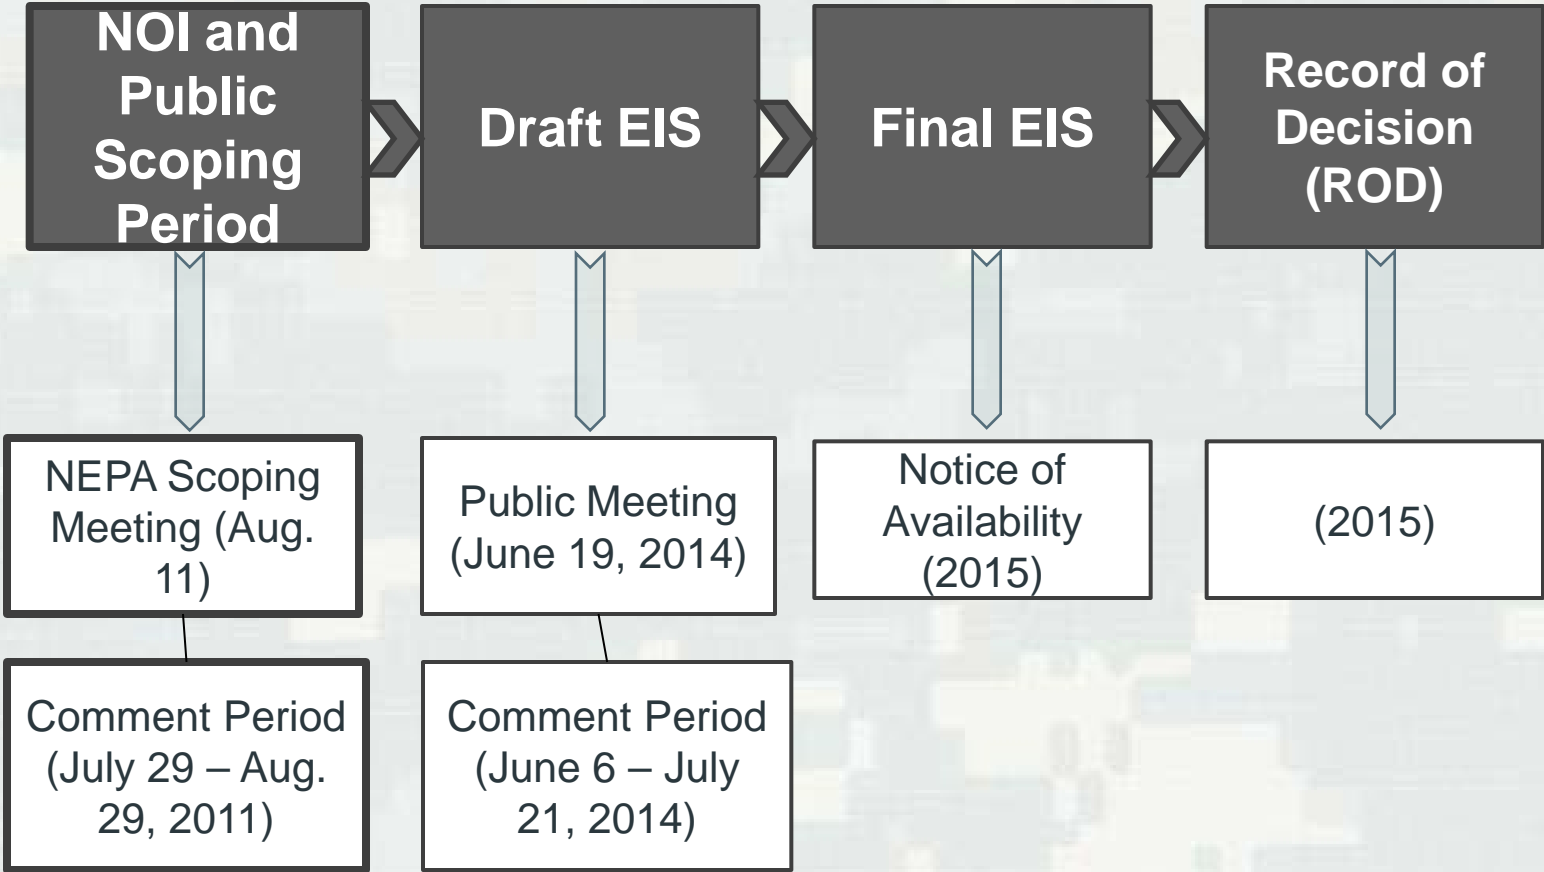 NOI and
Public
Scoping
Period
Draft EIS
Final EIS
Record of
Decision
(ROD)
NEPA Scoping
Meeting (Aug.
11)
Public Meeting
(June 19, 2014)
Notice of
Availability
(2015)
(2015)
Comment Period
(July 29 – Aug.
29, 2011)
Comment Period
(June 6 – July
21, 2014)